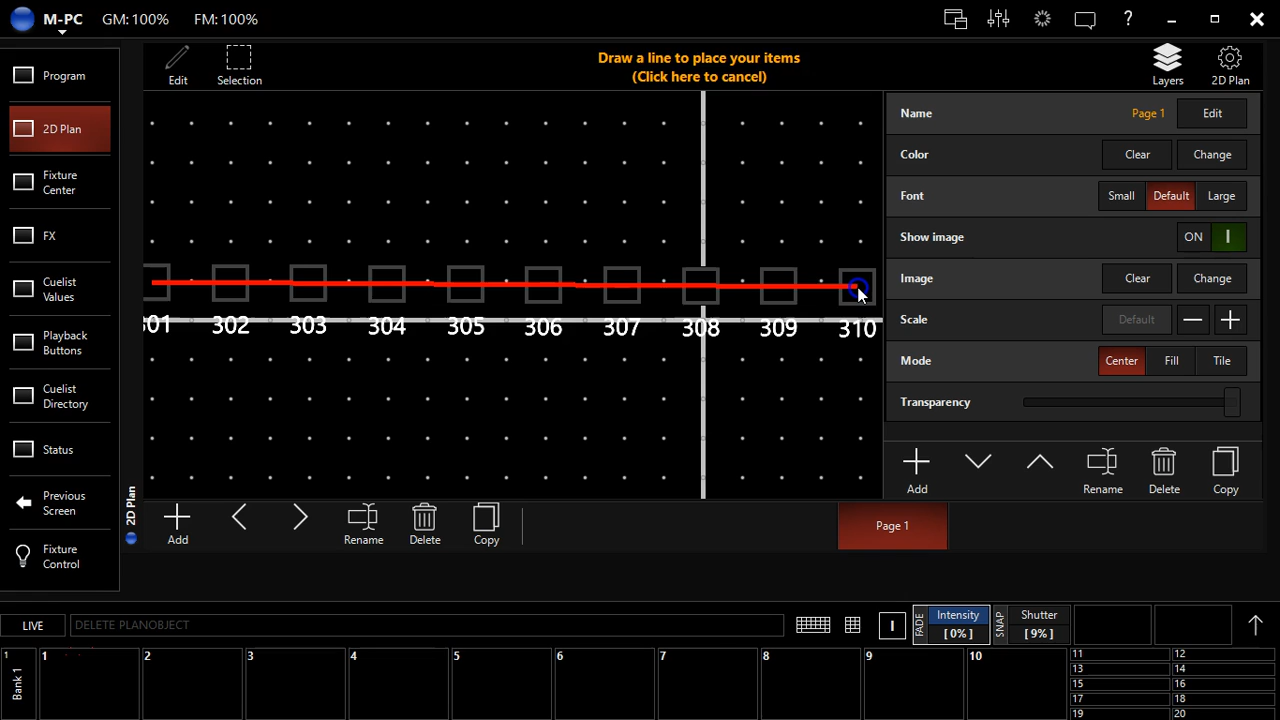 M-PC GM: 100% FM: 100%
Program
2D Plan
Fixture
Center
FX
Cuelist
Values
Playback
Buttons
Cuelist
Directory
Status
Previous
Screen
Fixture
Control
Edit
Selection
Draw a line to place your items
(Click here to cancel)
Layers
2D Plan
302 303 304 305 306 307 308 309 310
Name Page 1 Edit
Color Clear Change
Font Small Default Large
Show image ON
Image Clear Change
Scale Default
Mode Center Fill Tile
Transparency
Add Rename Delete Copy
2D Plan
Add Rename Delete Copy
Page 1
LIVE DELETE PLANOBJECT
FADE Intensity
[0%]
SNAP Shutter
[9%]
1 Bank 1
1 2 3 4 5 6 7 8 9 10
11 12
13 14
15 16
17 18
19 20